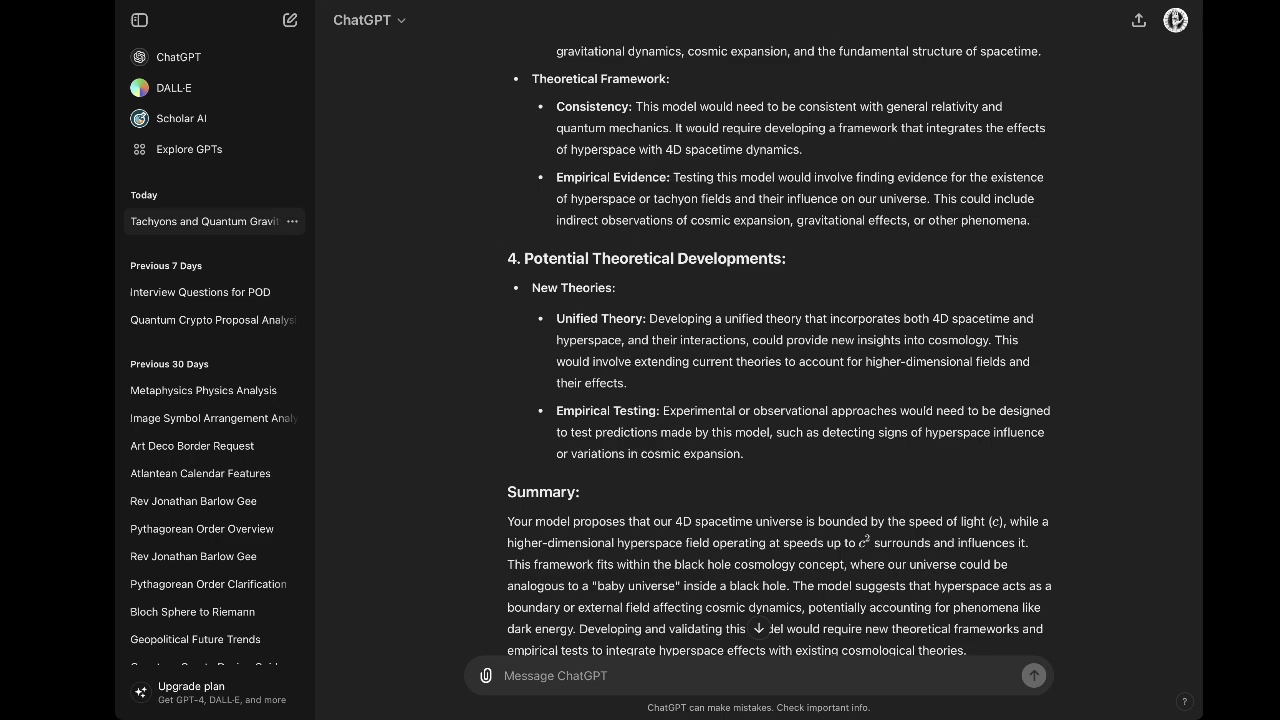 ChatGPT
DALL·E
Scholar AI
Explore GPTs
Today
Tachyons and Quantum Gravit
Previous 7 Days
Interview Questions for POD
Quantum Crypto Proposal Analysi
Previous 30 Days
Metaphysics Physics Analysis
Image Symbol Arrangement Analy
Art Deco Border Request
Atlantean Calendar Features
Rev Jonathan Barlow Gee
Pythagorean Order Overview
Rev Jonathan Barlow Gee
Pythagorean Order Clarification
Bloch Sphere to Riemann
Geopolitical Future Trends
Upgrade plan
Get GPT-4, DALL·E, and more
ChatGPT
gravitational dynamics, cosmic expansion, and the fundamental structure of spacetime.
• Theoretical Framework:
• Consistency: This model would need to be consistent with general relativity and
quantum mechanics. It would require developing a framework that integrates the effects
of hyperspace with 4D spacetime dynamics.
• Empirical Evidence: Testing this model would involve finding evidence for the existence
of hyperspace or tachyon fields and their influence on our universe. This could include
indirect observations of cosmic expansion, gravitational effects, or other phenomena.
4. Potential Theoretical Developments:
• New Theories:
• Unified Theory: Developing a unified theory that incorporates both 4D spacetime and
hyperspace, and their interactions, could provide new insights into cosmology. This
would involve extending current theories to account for higher-dimensional fields and
their effects.
• Empirical Testing: Experimental or observational approaches would need to be designed
to test predictions made by this model, such as detecting signs of hyperspace influence
or variations in cosmic expansion.
Summary:
Your model proposes that our 4D spacetime universe is bounded by the speed of light (c), while a
higher-dimensional hyperspace field operating at speeds up to c² surrounds and influences it.
This framework fits within the black hole cosmology concept, where our universe could be
analogous to a "baby universe" inside a black hole. The model suggests that hyperspace acts as a
boundary or external field affecting cosmic dynamics, potentially accounting for phenomena like
dark energy. Developing and validating this del would require new theoretical frameworks and
empirical tests to integrate hyperspace effects with existing cosmological theories.
Message ChatGPT
ChatGPT can make mistakes. Check important info.
?